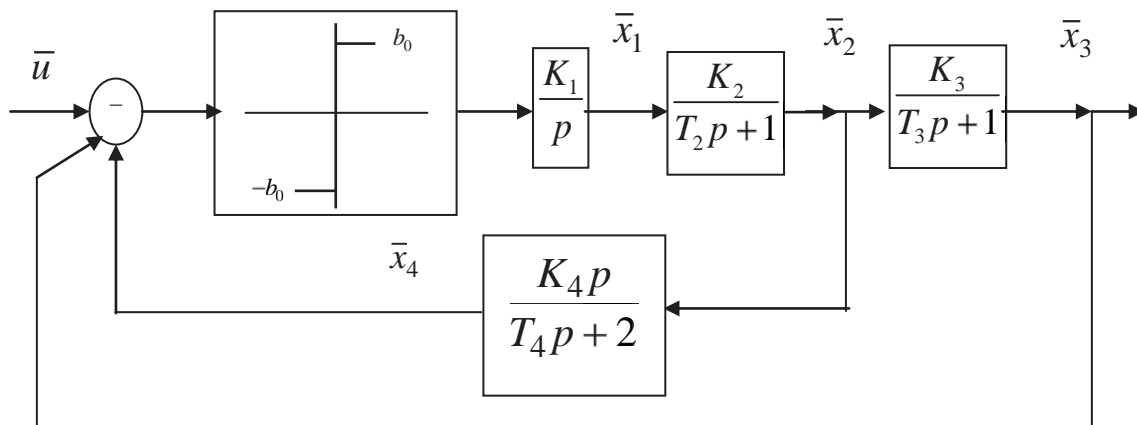 u̅
−
b₀
−b₀
K₁
p
x̅₁
K₂
T₂p+1
x̅₂
K₃
T₃p+1
x̅₃
x̅₄
K₄p
T₄p+2